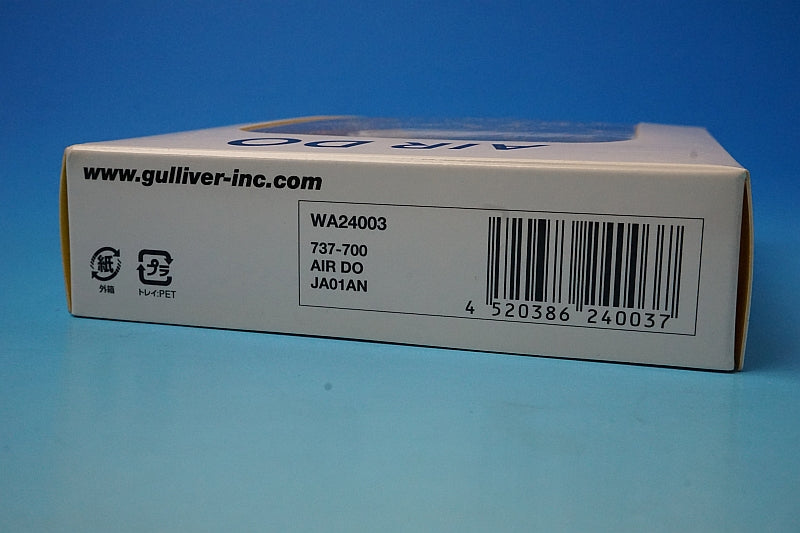 AIR DO
www.gulliver-inc.com
WA24003
737-700
AIR DO
JA01AN
4 520386 240037
紙
外箱
プラ
トレイ:PET